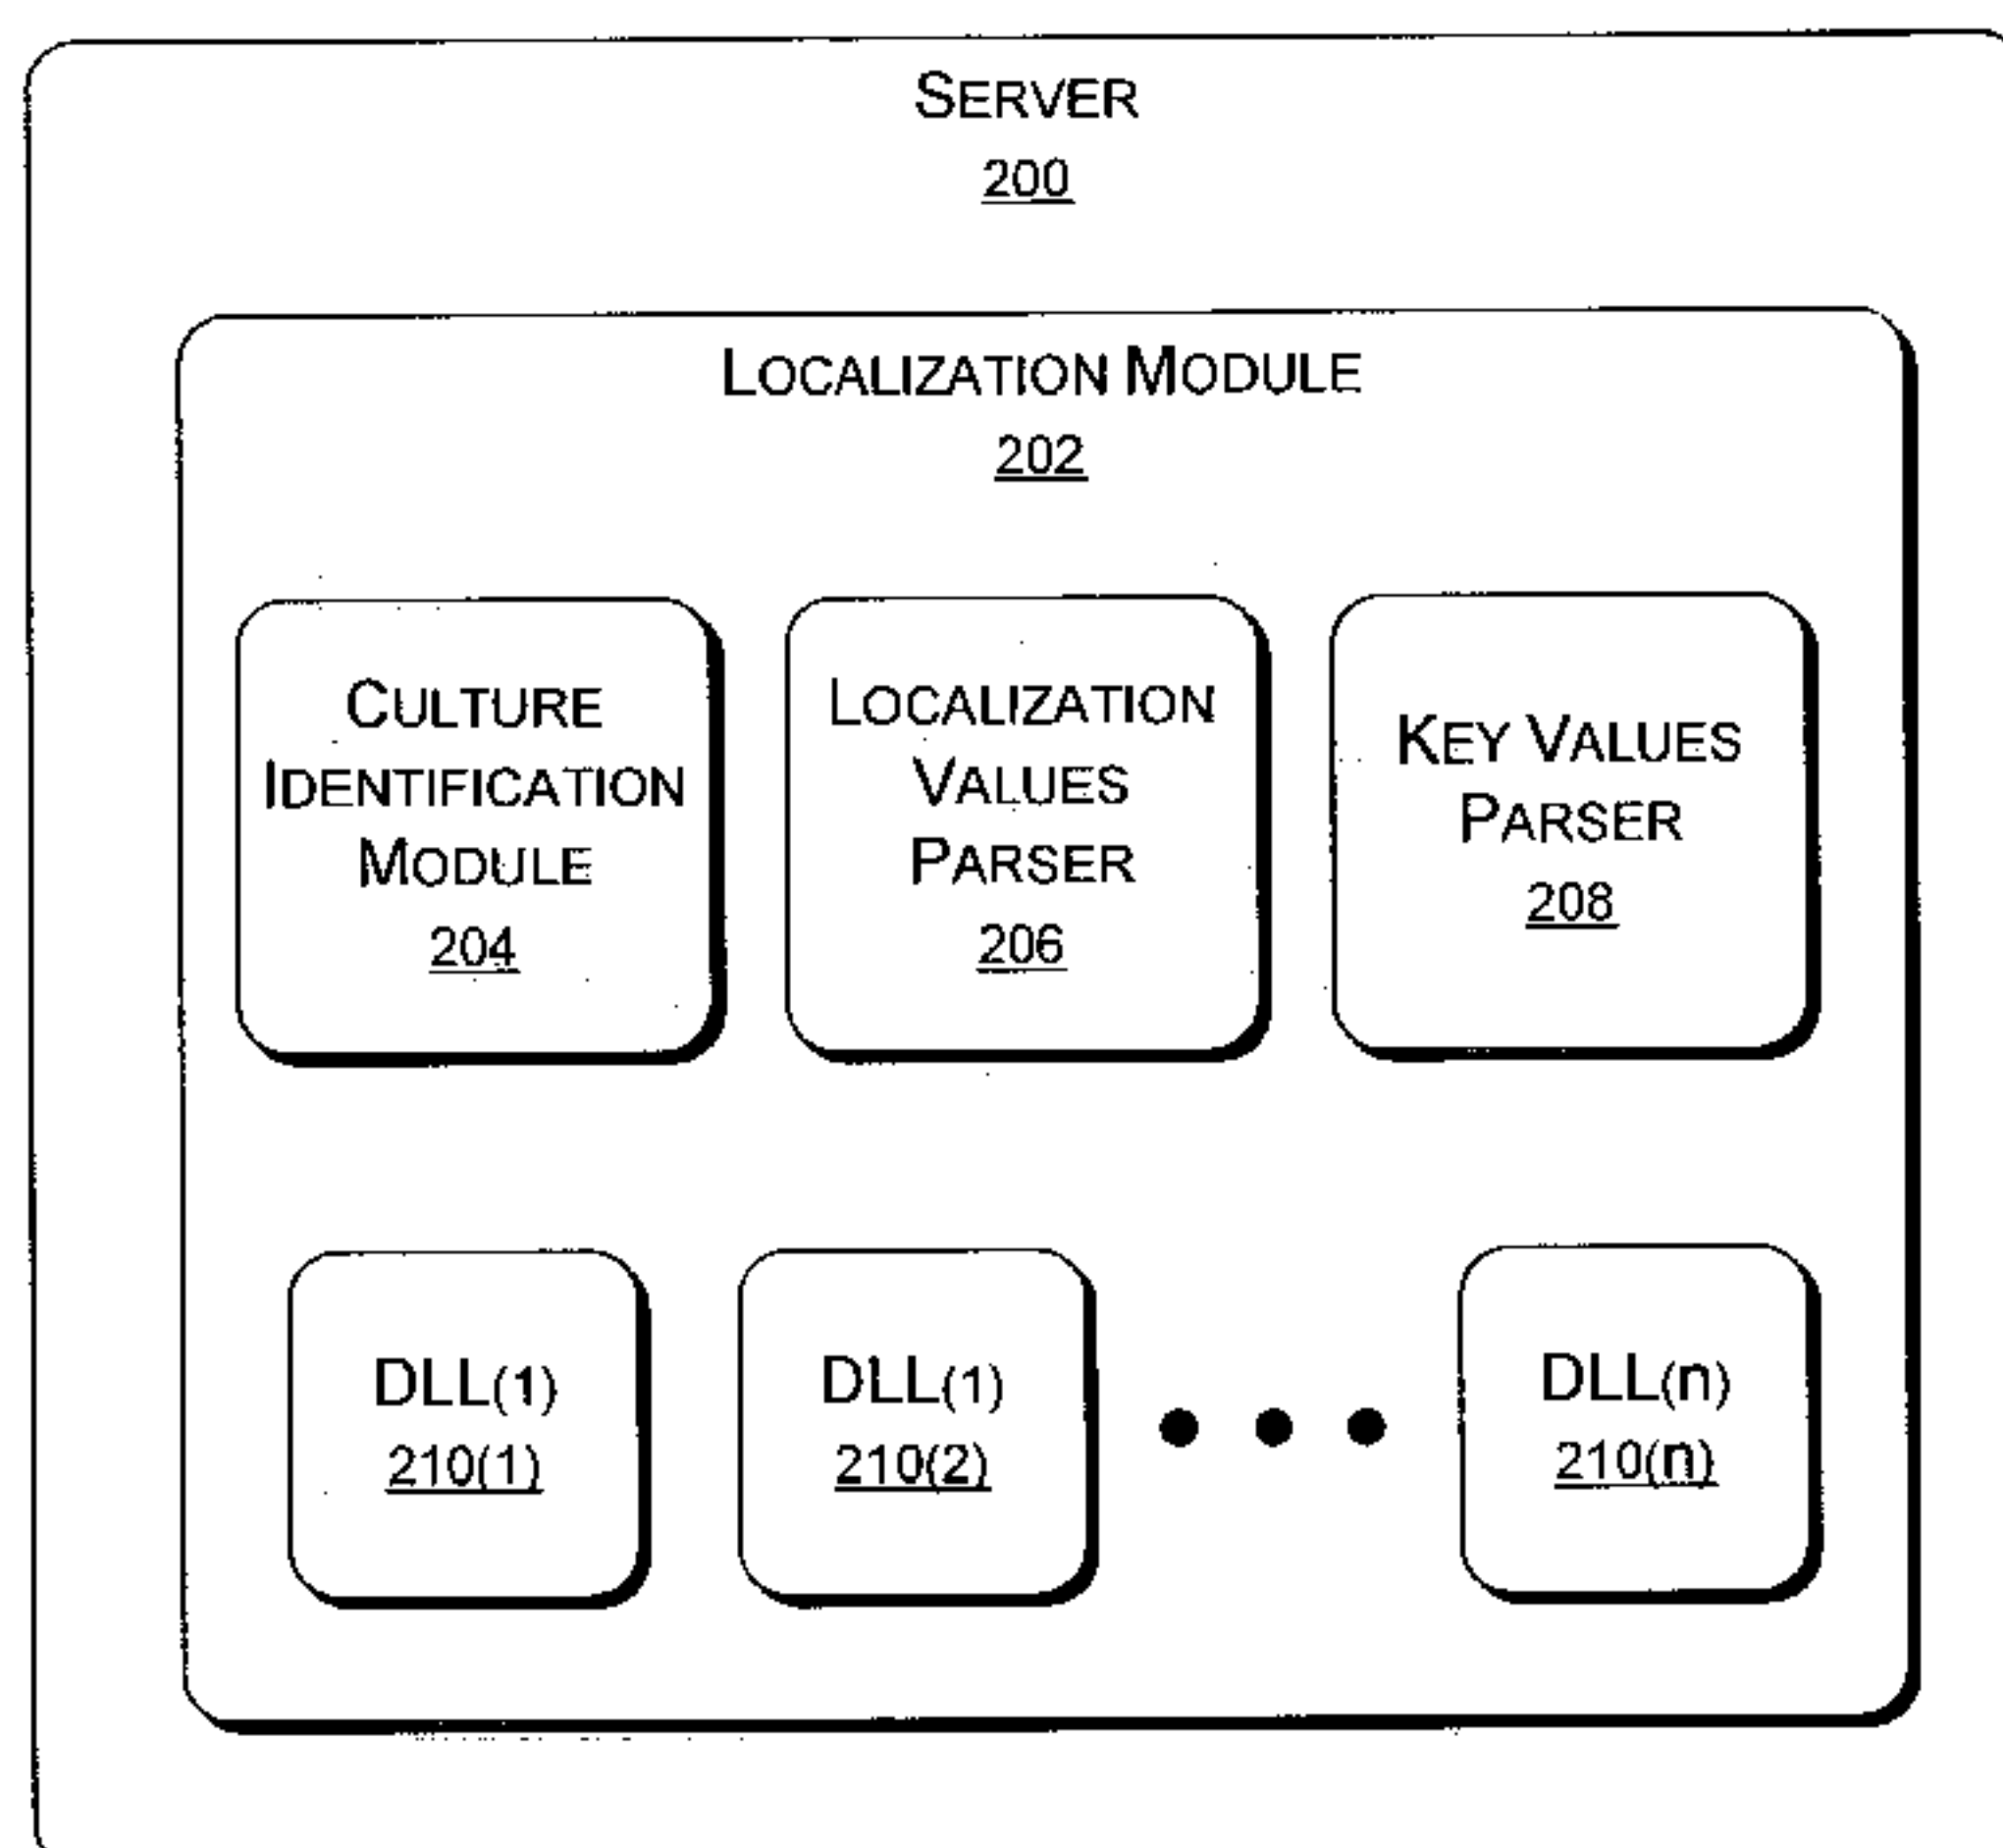 SERVER
200
LOCALIZATION MODULE
202
CULTURE
IDENTIFICATION
MODULE
204
LOCALIZATION
VALUES
PARSER
206
KEY VALUES
PARSER
208
DLL(1)
210(1)
DLL(1)
210(2)
DLL(n)
210(n)